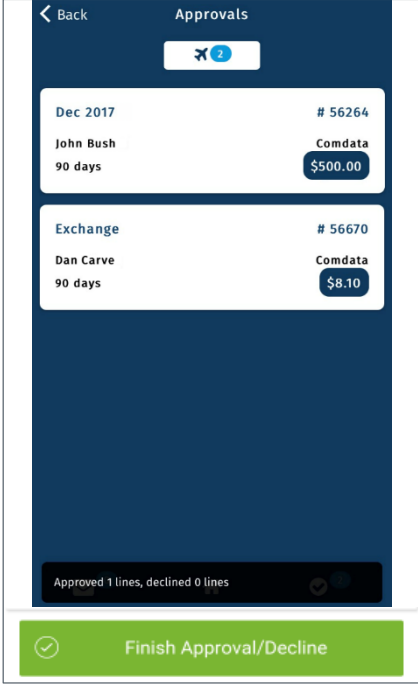 Back Approvals
2
Dec 2017 # 56264
John Bush Comdata
90 days $500.00
Exchange # 56670
Dan Carve Comdata
90 days $8.10
Approved 1 lines, declined 0 lines
Finish Approval/Decline